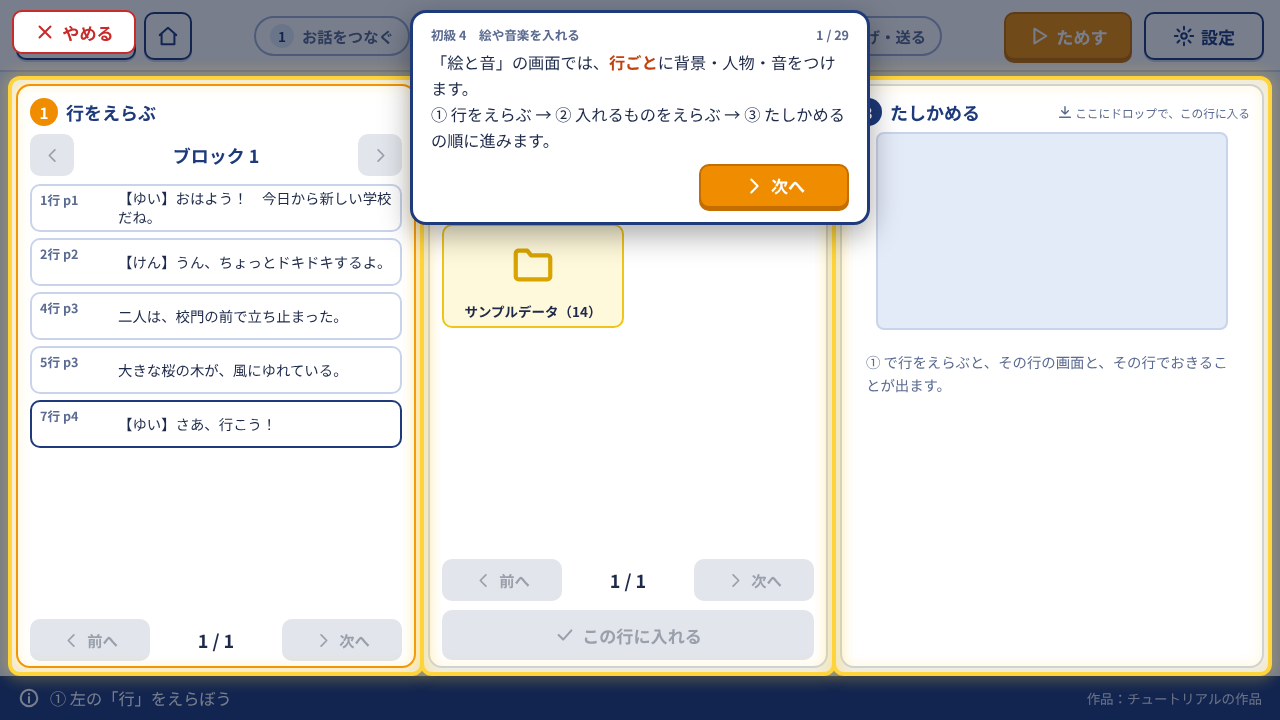 やめる
1 お話をつなぐ
げ・送る
ためす
設定
初級 4　絵や音楽を入れる
1 / 29
「絵と音」の画面では、行ごとに背景・人物・音をつけ
ます。
① 行をえらぶ → ② 入れるものをえらぶ → ③ たしかめる
の順に進みます。
次へ
1 行をえらぶ
ブロック 1
1行 p1
【ゆい】おはよう！　今日から新しい学校
だね。
2行 p2
【けん】うん、ちょっとドキドキするよ。
4行 p3
二人は、校門の前で立ち止まった。
5行 p3
大きな桜の木が、風にゆれている。
7行 p4
【ゆい】さあ、行こう！
前へ
1 / 1
次へ
サンプルデータ（14）
前へ
1 / 1
次へ
この行に入れる
3 たしかめる
ここにドロップで、この行に入る
① で行をえらぶと、その行の画面と、その行でおきるこ
とが出ます。
① 左の「行」をえらぼう
作品：チュートリアルの作品